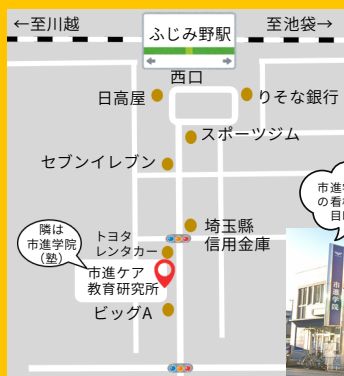 ←至川越
ふじみ野駅
至池袋→
西口
日高屋
りそな銀行
スポーツジム
セブンイレブン
埼玉縣
信用金庫
隣は
市進学院
（塾）
トヨタ
レンタカー
市進ケア
教育研究所
ビッグA
の看
目
市進学院